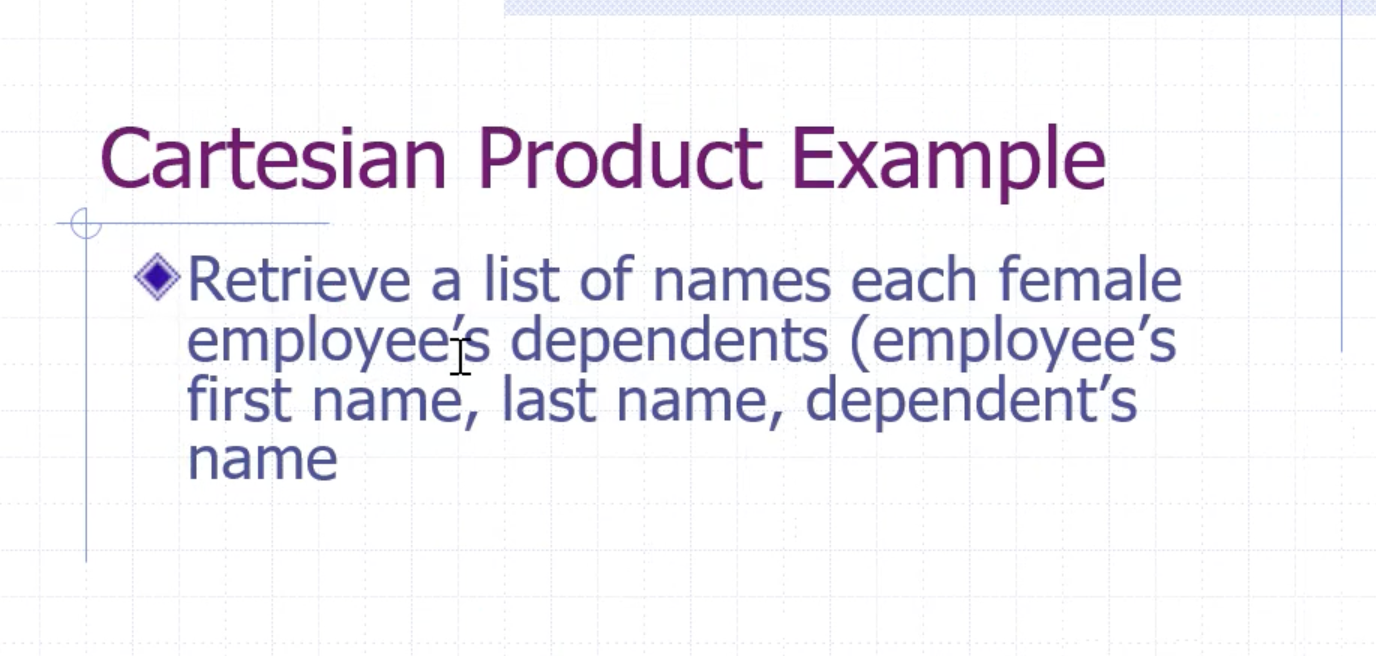 Cartesian Product Example
Retrieve a list of names each female
employee’s dependents (employee’s
first name, last name, dependent’s
name